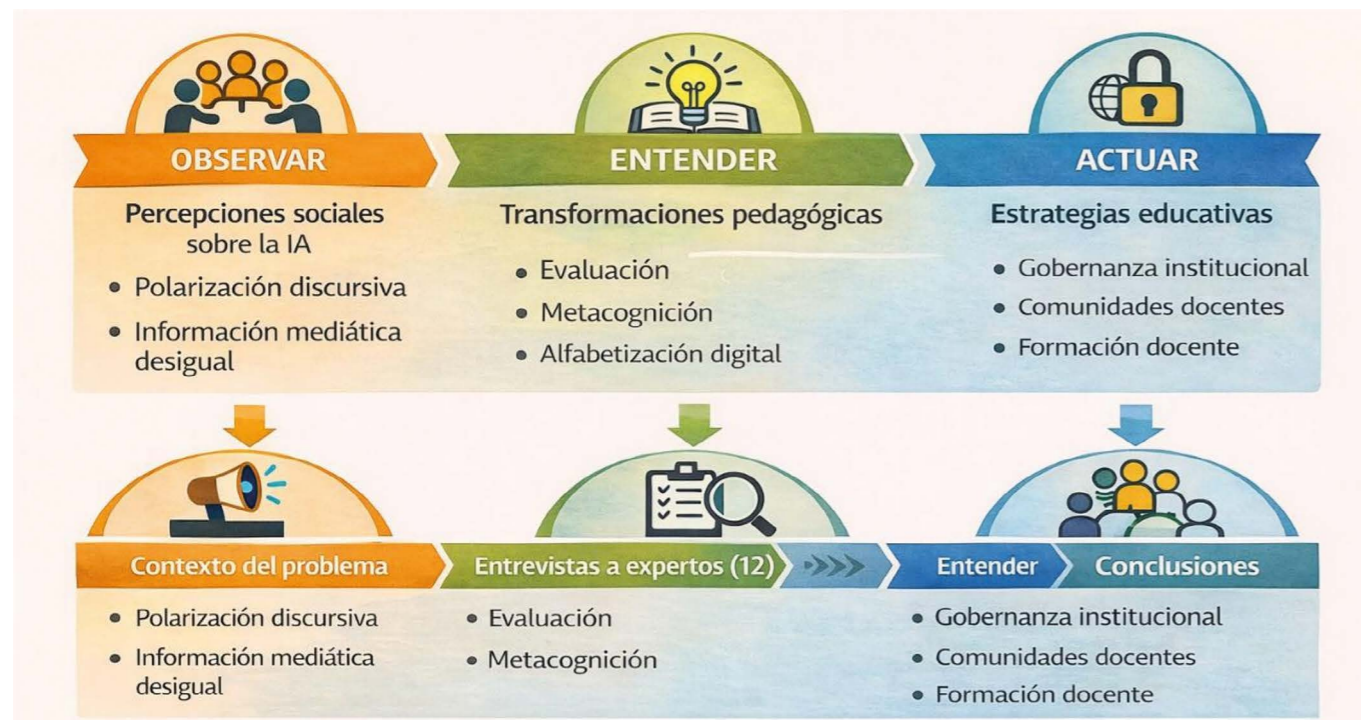 OBSERVAR
Percepciones sociales
sobre la IA
• Polarización discursiva
• Información mediática
desigual
ENTENDER
Transformaciones pedagógicas
• Evaluación
• Metacognición
• Alfabetización digital
ACTUAR
Estrategias educativas
• Gobernanza institucional
• Comunidades docentes
• Formación docente
Contexto del problema
• Polarización discursiva
• Información mediática
desigual
Entrevistas a expertos (12)
• Evaluación
• Metacognición
Entender
Conclusiones
• Gobernanza institucional
• Comunidades docentes
• Formación docente